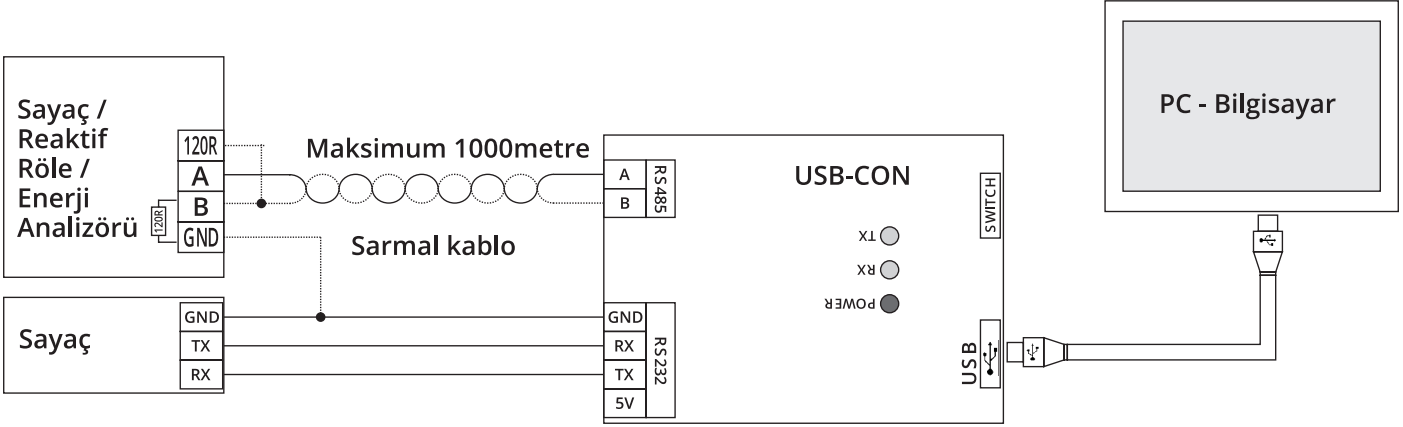 Sayaç /
Reaktif
Röle /
Enerji
Analizörü
120R
120R
A
B
GND
Maksimum 1000metre
Sarmal kablo
Sayaç
GND
TX
RX
USB-CON
A
B
RS485
SWITCH
TX
RX
POWER
GND
RX
TX
5V
RS232
USB
PC - Bilgisayar